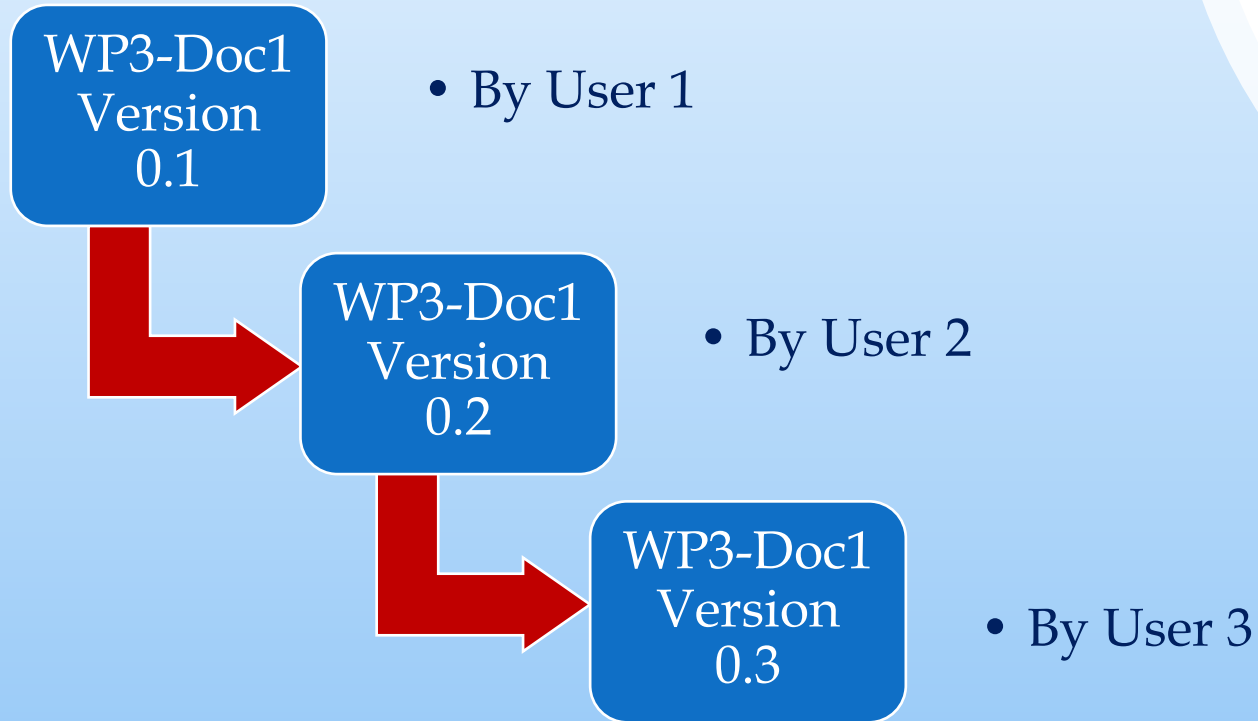 WP3-Doc1
Version
0.1
• By User 1
WP3-Doc1
Version
0.2
• By User 2
WP3-Doc1
Version
0.3
• By User 3